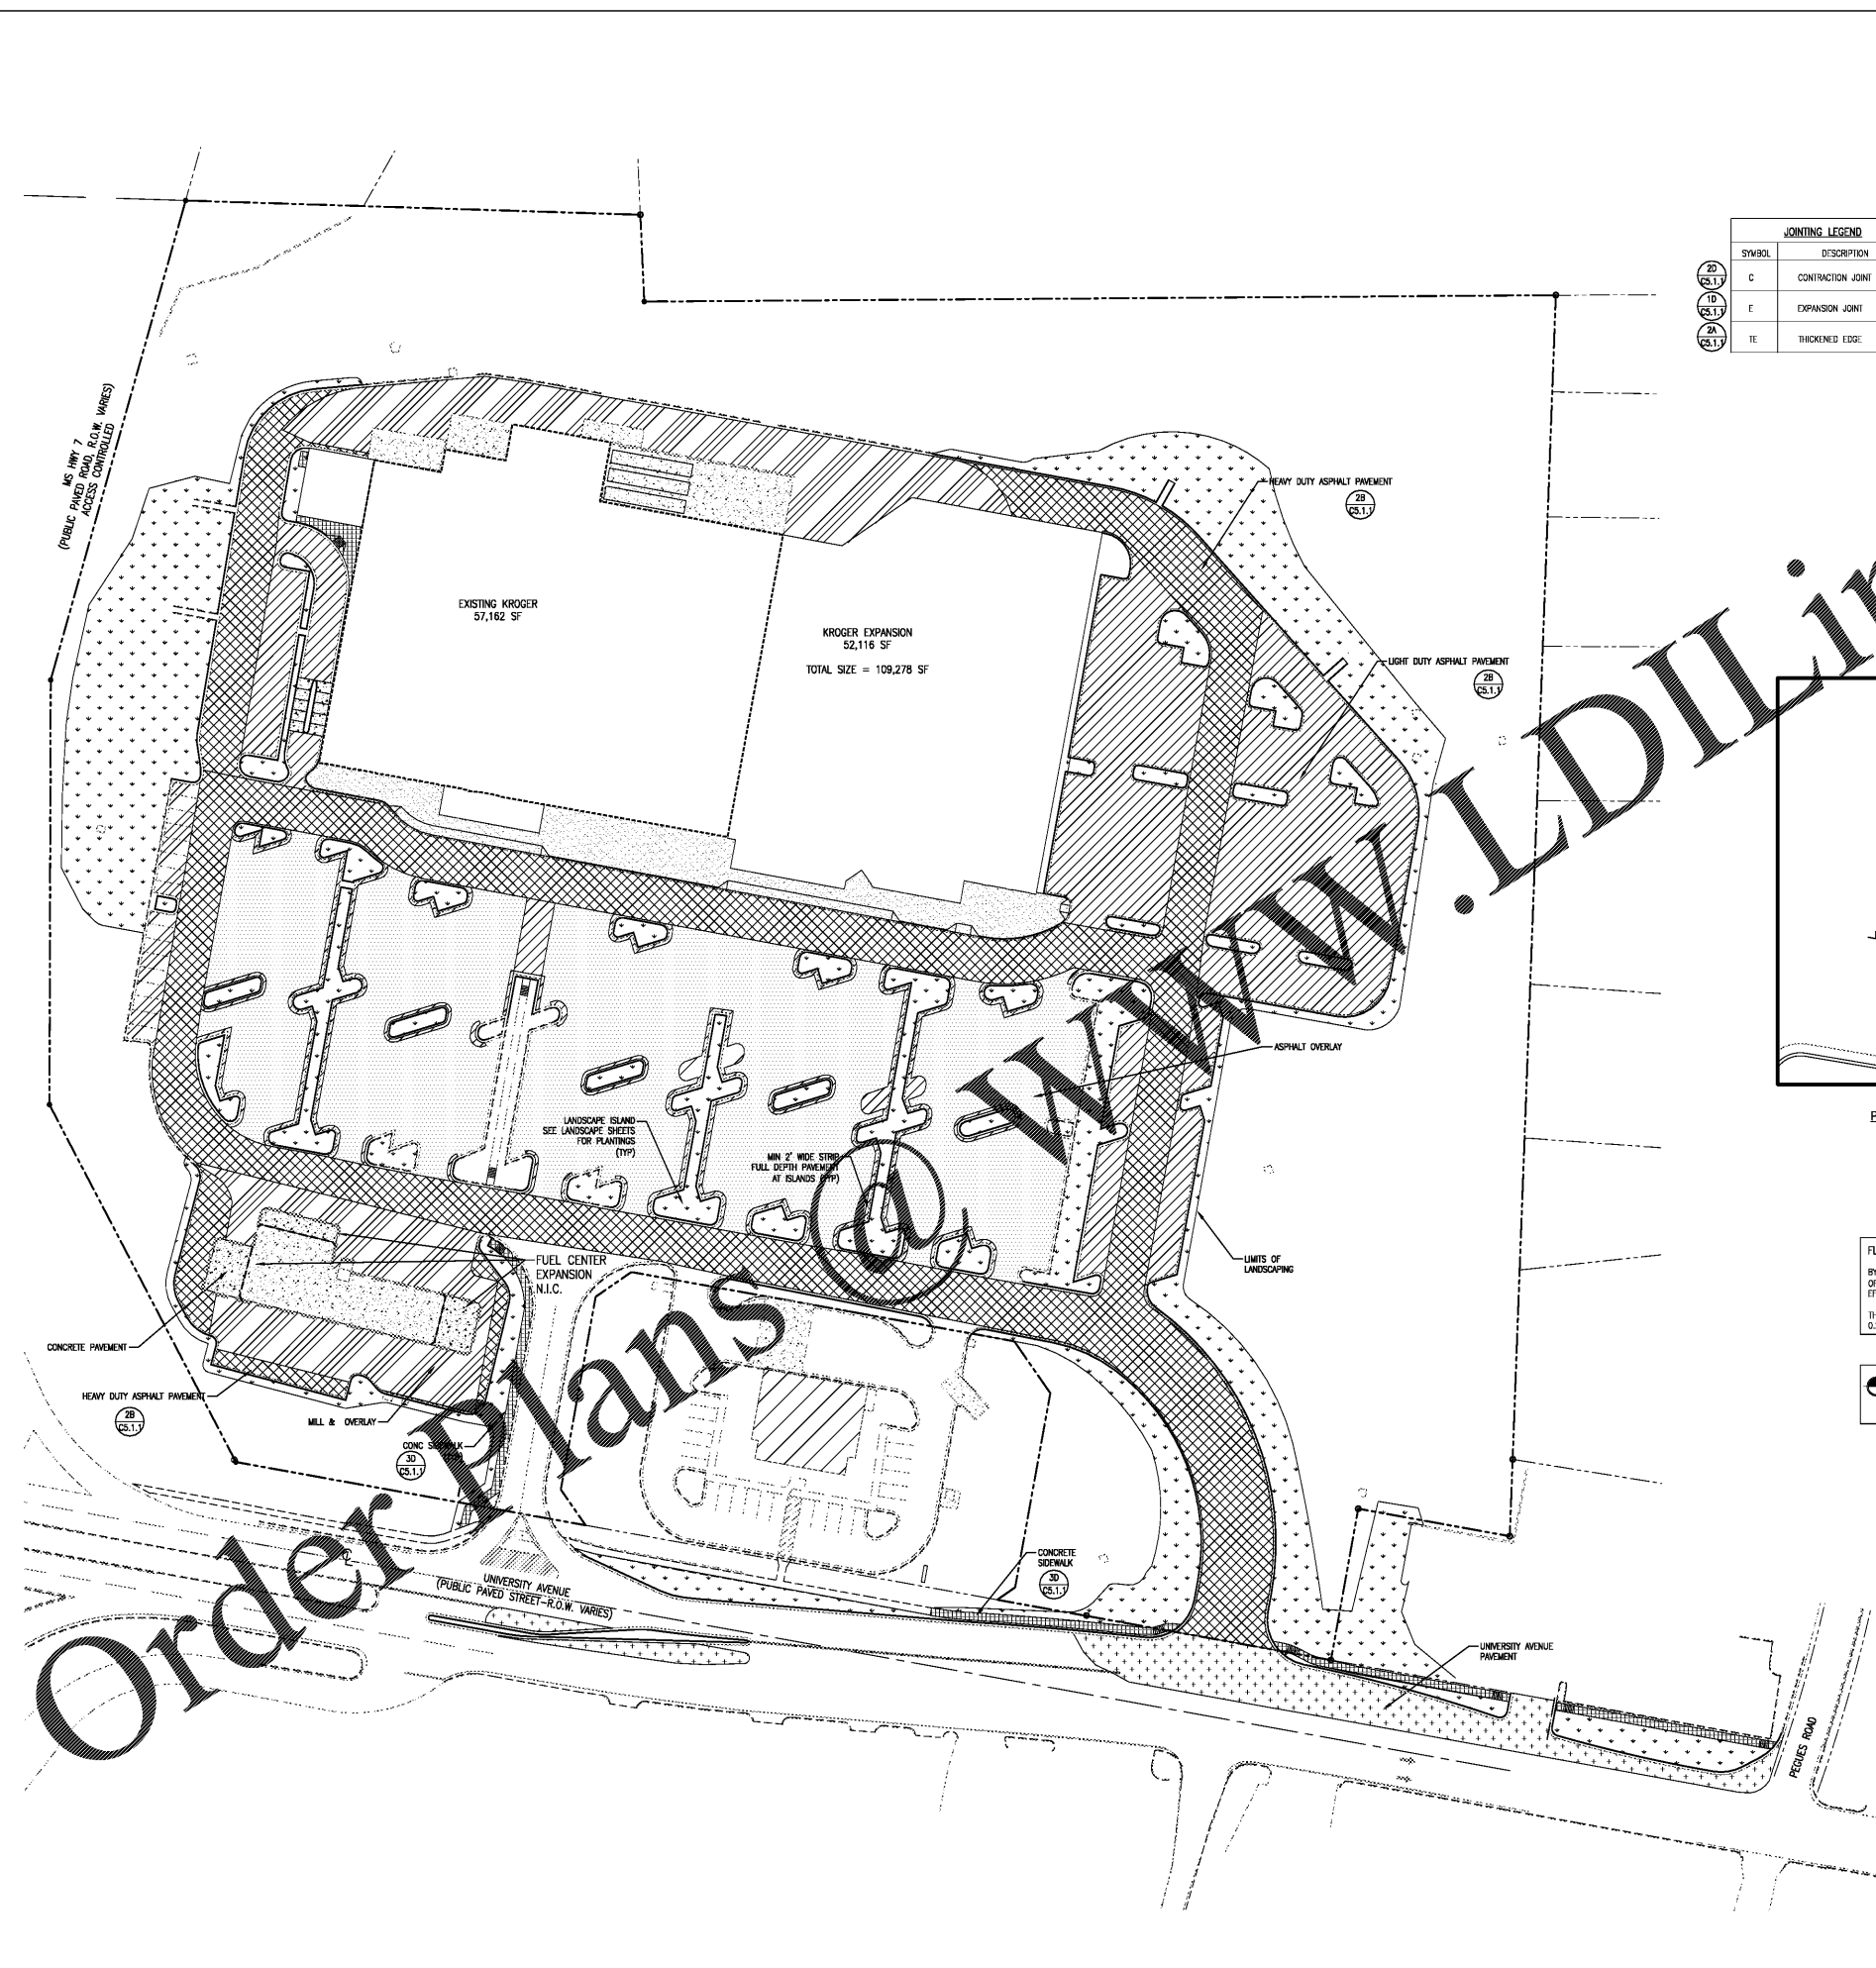 JOINTING LEGEND
SYMBOL DESCRIPTION
2D
C5.1.1
C CONTRACTION JOINT
1D
C5.1.1
E EXPANSION JOINT
2A
C5.1.1
TE THICKENED EDGE
MS HWY 7
(PUBLIC PAVED ROAD, R.O.W. VARIES)
ACCESS CONTROLLED
HEAVY DUTY ASPHALT PAVEMENT
2B
C5.1.1
EXISTING KROGER
57,162 SF
KROGER EXPANSION
52,116 SF
TOTAL SIZE = 109,278 SF
LIGHT DUTY ASPHALT PAVEMENT
2B
C5.1.1
ASPHALT OVERLAY
LANDSCAPE ISLAND
SEE LANDSCAPE SHEETS
FOR PLANTINGS
(TYP)
MIN 2' WIDE STRIP
FULL DEPTH PAVEMENT
AT ISLANDS (TYP)
FUEL CENTER
EXPANSION
N.I.C.
LIMITS OF
LANDSCAPING
CONCRETE PAVEMENT
HEAVY DUTY ASPHALT PAVEMENT
2B
C5.1.1
MILL & OVERLAY
CONC SIDEWALK
3D
C5.1.1
CONCRETE
SIDEWALK
3D
C5.1.1
UNIVERSITY AVENUE
(PUBLIC PAVED STREET-R.O.W. VARIES)
UNIVERSITY AVENUE
PAVEMENT
PEGUES ROAD
Order Plans @ WWW.LDILin